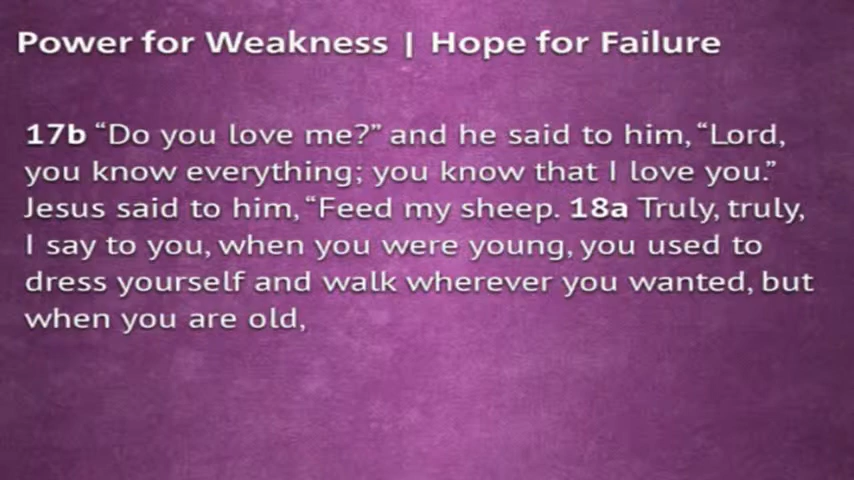 Power for Weakness | Hope for Failure
17b “Do you love me?” and he said to him, “Lord,
you know everything; you know that I love you.”
Jesus said to him, “Feed my sheep. 18a Truly, truly,
I say to you, when you were young, you used to
dress yourself and walk wherever you wanted, but
when you are old,